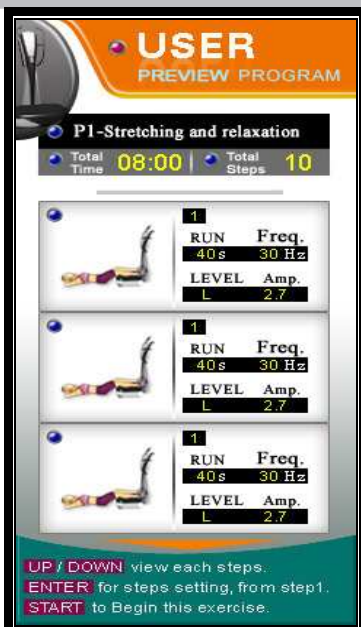 USER
PREVIEW PROGRAM
P1-Stretching and relaxation
Total Time 08:00 Total Steps 10
1
RUN Freq.
40s 30 Hz
LEVEL Amp.
L 2.7
1
RUN Freq.
40s 30 Hz
LEVEL Amp.
L 2.7
1
RUN Freq.
40s 30 Hz
LEVEL Amp.
L 2.7
UP / DOWN view each steps.
ENTER for steps setting, from step1.
START to Begin this exercise.